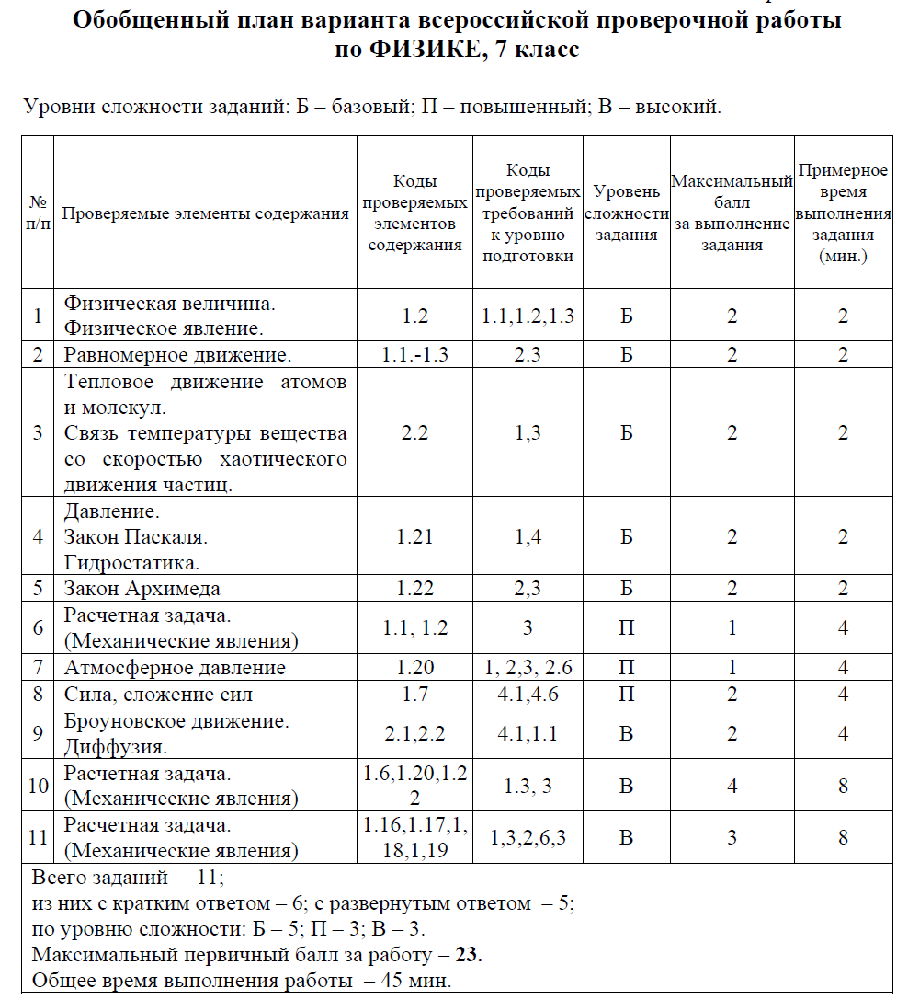 Обобщенный план варианта всероссийской проверочной работы
по ФИЗИКЕ, 7 класс
Уровни сложности заданий: Б – базовый; П – повышенный; В – высокий.
№ п/п | Проверяемые элементы содержания | Коды проверяемых элементов содержания | Коды проверяемых требований к уровню подготовки | Уровень сложности задания | Максимальный балл за выполнение задания | Примерное время выполнения задания (мин.)
1 | Физическая величина. Физическое явление. | 1.2 | 1.1,1.2,1.3 | Б | 2 | 2
2 | Равномерное движение. | 1.1.-1.3 | 2.3 | Б | 2 | 2
3 | Тепловое движение атомов и молекул. Связь температуры вещества со скоростью хаотического движения частиц. | 2.2 | 1,3 | Б | 2 | 2
4 | Давление. Закон Паскаля. Гидростатика. | 1.21 | 1,4 | Б | 2 | 2
5 | Закон Архимеда | 1.22 | 2,3 | Б | 2 | 2
6 | Расчетная задача. (Механические явления) | 1.1, 1.2 | 3 | П | 1 | 4
7 | Атмосферное давление | 1.20 | 1, 2,3, 2.6 | П | 1 | 4
8 | Сила, сложение сил | 1.7 | 4.1,4.6 | П | 2 | 4
9 | Броуновское движение. Диффузия. | 2.1,2.2 | 4.1,1.1 | В | 2 | 4
10 | Расчетная задача. (Механические явления) | 1.6,1.20,1.22 | 1.3, 3 | В | 4 | 8
11 | Расчетная задача. (Механические явления) | 1.16,1.17,1,18,1,19 | 1,3,2,6,3 | В | 3 | 8
Всего заданий – 11;
из них с кратким ответом – 6; с развернутым ответом – 5;
по уровню сложности: Б – 5; П – 3; В – 3.
Максимальный первичный балл за работу – 23.
Общее время выполнения работы – 45 мин.